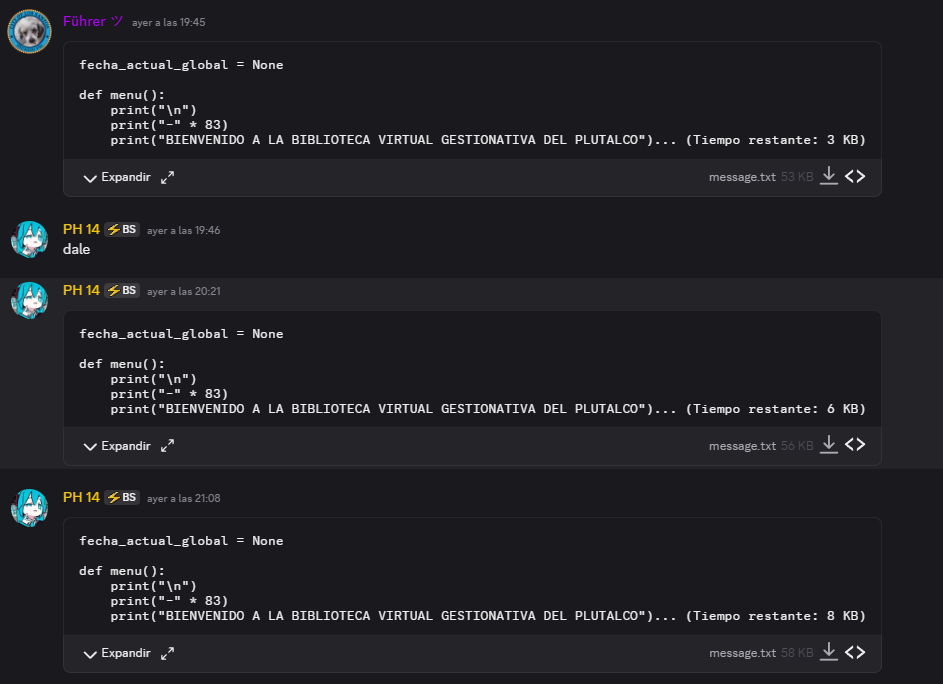 Führer ツ ayer a las 19:45
fecha_actual_global = None
def menu():
print("\n")
print("-" * 83)
print("BIENVENIDO A LA BIBLIOTECA VIRTUAL GESTIONATIVA DEL PLUTALCO")... (Tiempo restante: 3 KB)
Expandir message.txt 53 KB
PH 14 ⚡BS ayer a las 19:46
dale
PH 14 ⚡BS ayer a las 20:21
fecha_actual_global = None
def menu():
print("\n")
print("-" * 83)
print("BIENVENIDO A LA BIBLIOTECA VIRTUAL GESTIONATIVA DEL PLUTALCO")... (Tiempo restante: 6 KB)
Expandir message.txt 56 KB
PH 14 ⚡BS ayer a las 21:08
fecha_actual_global = None
def menu():
print("\n")
print("-" * 83)
print("BIENVENIDO A LA BIBLIOTECA VIRTUAL GESTIONATIVA DEL PLUTALCO")... (Tiempo restante: 8 KB)
Expandir message.txt 58 KB